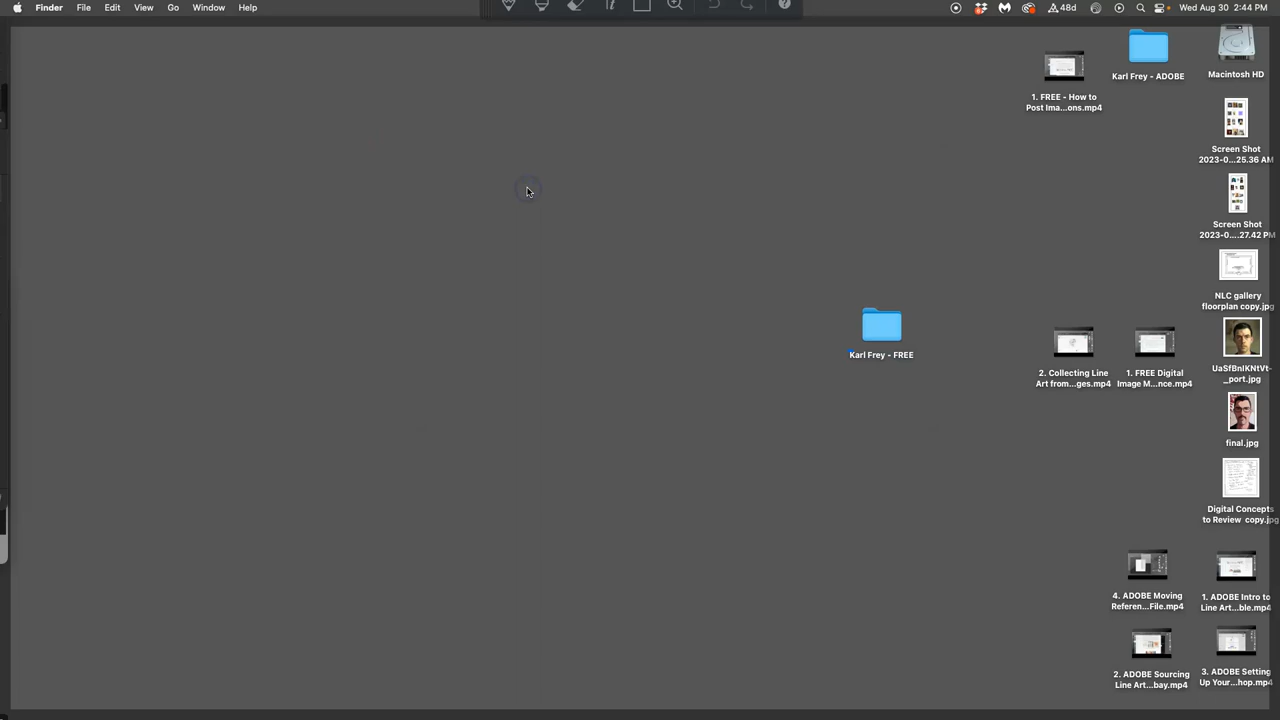 Finder File Edit View Go Window Help
48d
Wed Aug 30 2:44 PM
Karl Frey - ADOBE
Macintosh HD
1. FREE - How to
Post Ima...ons.mp4
Screen Shot
2023-0...25.36 AM
Screen Shot
2023-0....27.42 PM
NLC gallery
floorplan copy.jpg
Karl Frey - FREE
2. Collecting Line
Art from...ges.mp4
1. FREE Digital
Image M...nce.mp4
UaSfBnIKNtVt-
_port.jpg
final.jpg
Digital Concepts
to Review copy.jpg
4. ADOBE Moving
Referen...File.mp4
1. ADOBE Intro to
Line Art...ble.mp4
2. ADOBE Sourcing
Line Art...bay.mp4
3. ADOBE Setting
Up Your...hop.mp4